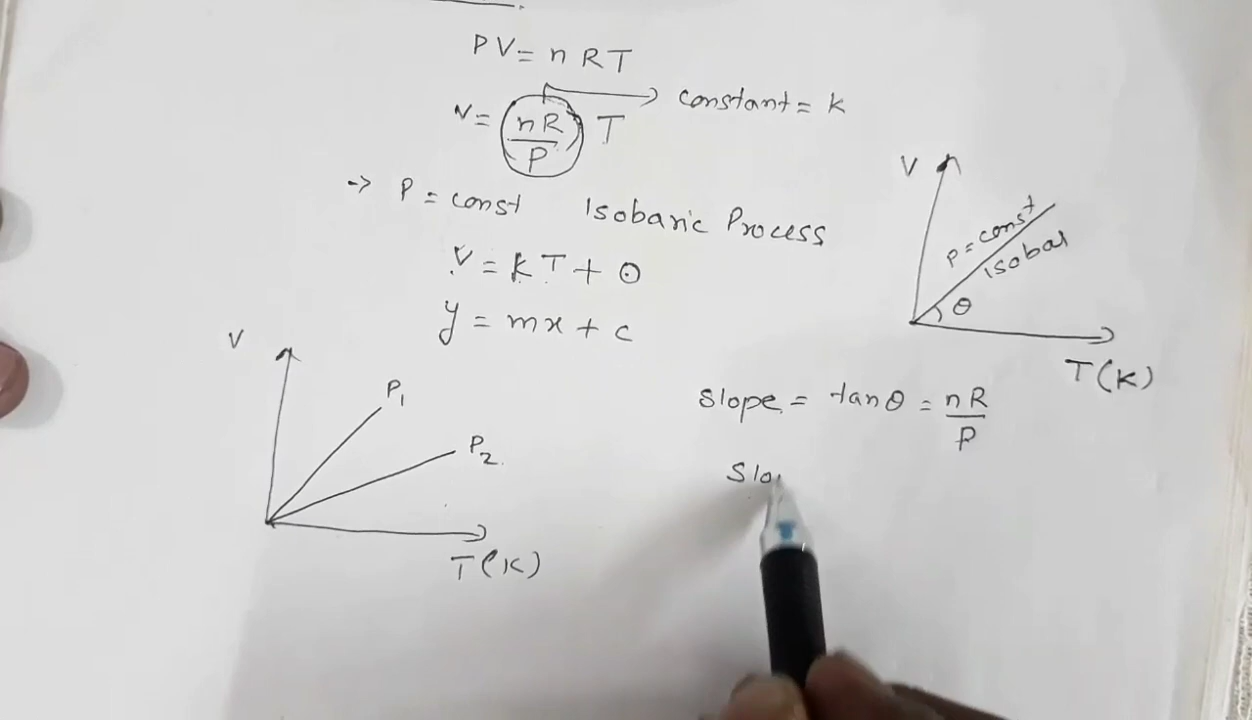 PV = nRT
V = nR/P T → constant = k
→ P = const Isobaric Process
V = kT + 0
y = mx + c
V
P = const
isobar
θ
T(K)
V
P₁
P₂
T(K)
Slope = tanθ = nR/P
Slo